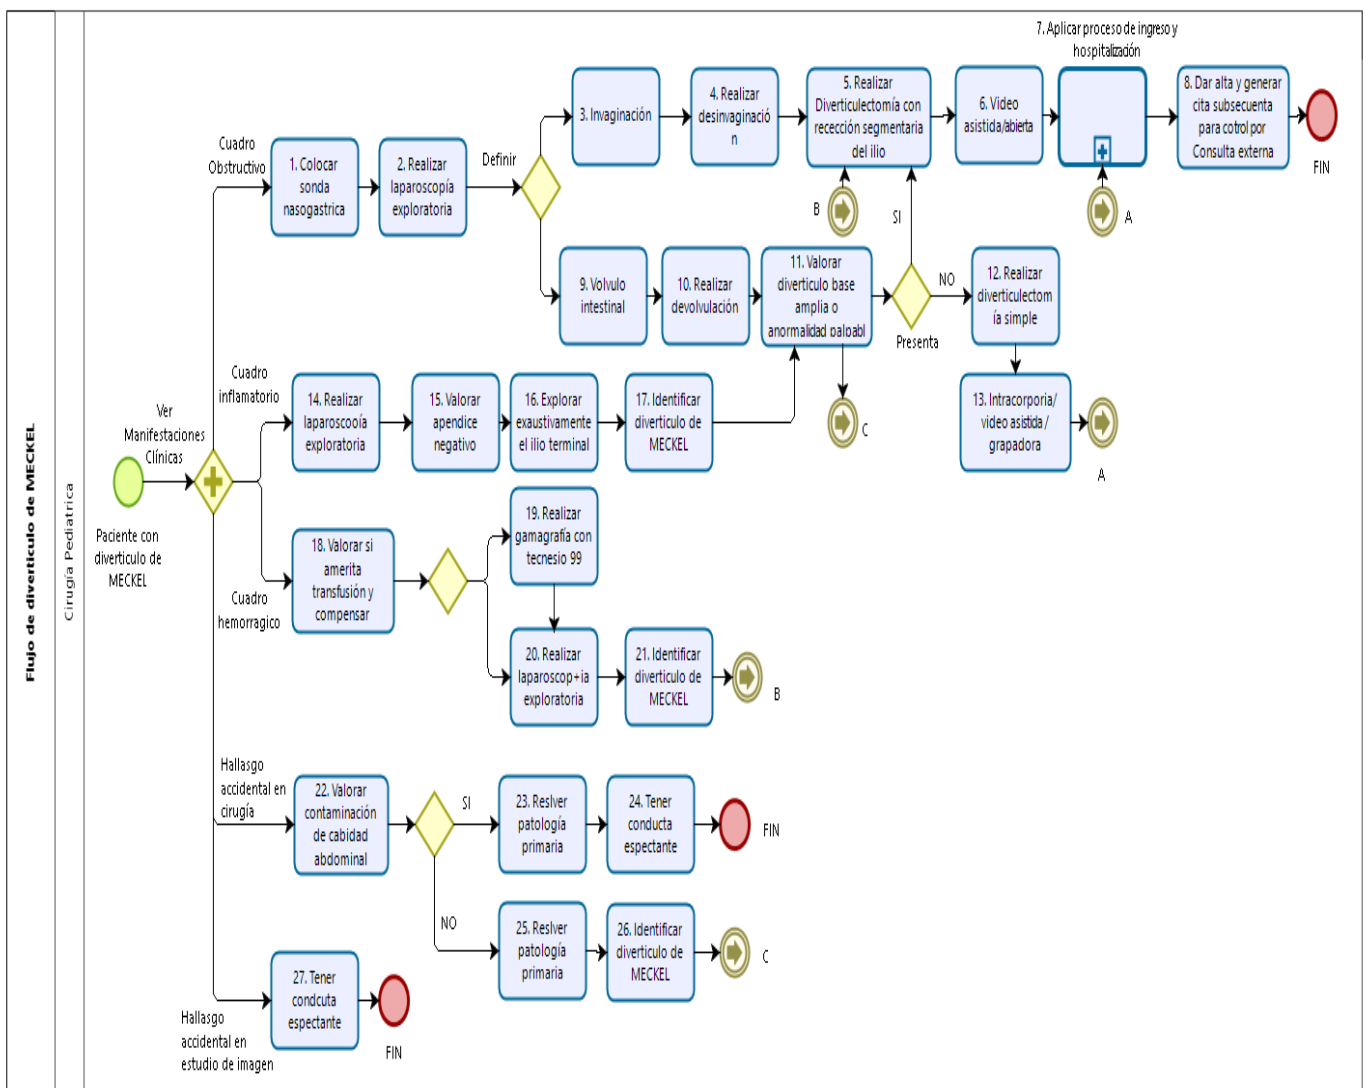 Flujo de diverticulo de MECKEL
Cirugía Pediatrica
Paciente con
diverticulo de
MECKEL
Ver
Manifestaciones
Clínicas
Cuadro
Obstructivo
1. Colocar
sonda
nasogastrica
2. Realizar
laparoscopía
exploratoria
Definir
3. Invaginación
4. Realizar
desinvaginació
n
5. Realizar
Diverticulectomía con
recección segmentaria
del ilio
6. Video
asistida/abierta
7. Aplicar proceso de ingreso y
hospitalización
8. Dar alta y generar
cita subsecuenta
para cotrol por
Consulta externa
FIN
B
SI
A
9. Volvulo
intestinal
10. Realizar
devolvulación
11. Valorar
diverticulo base
amplia o
anormalidad palpabl
Presenta
NO
12. Realizar
diverticulectom
ía simple
C
13. Intracorporia/
video asistida /
grapadora
A
Cuadro
inflamatorio
14. Realizar
laparoscooía
exploratoria
15. Valorar
apendice
negativo
16. Explorar
exaustivamente
el ilio terminal
17. Identificar
diverticulo de
MECKEL
Cuadro
hemorragico
18. Valorar si
amerita
transfusión y
compensar
19. Realizar
gamagrafía con
tecnesio 99
20. Realizar
laparoscop+ia
exploratoria
21. Identificar
diverticulo de
MECKEL
B
Hallasgo
accidental en
cirugía
22. Valorar
contaminación
de cabidad
abdominal
SI
23. Reslver
patología
primaria
24. Tener
conducta
espectante
FIN
NO
25. Reslver
patología
primaria
26. Identificar
diverticulo de
MECKEL
C
Hallasgo
accidental en
estudio de imagen
27. Tener
condcuta
espectante
FIN